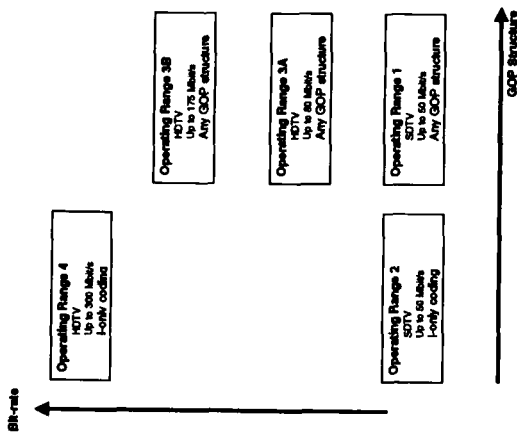 Bit-rate
Operating Range 4
HDTV
Up to 300 Mbit/s
I-only coding
Operating Range 3B
HDTV
Up to 175 Mbit/s
Any GOP structure
Operating Range 3A
HDTV
Up to 80 Mbit/s
Any GOP structure
Operating Range 2
SDTV
Up to 50 Mbit/s
I-only coding
Operating Range 1
SDTV
Up to 50 Mbit/s
Any GOP structure
GOP Structure